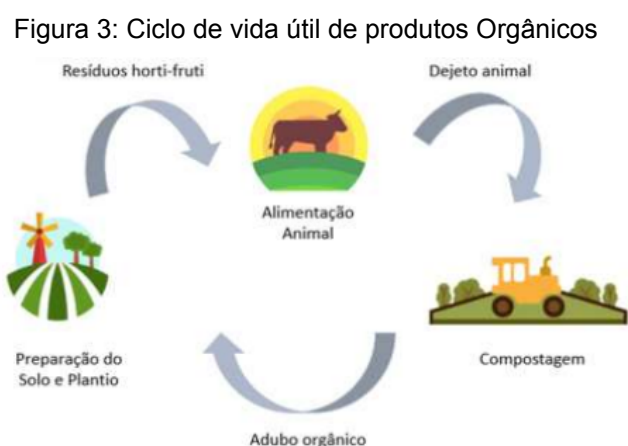 Figura 3: Ciclo de vida útil de produtos Orgânicos
Resíduos horti-fruti
Dejeto animal
Alimentação
Animal
Preparação do
Solo e Plantio
Compostagem
Adubo orgânico